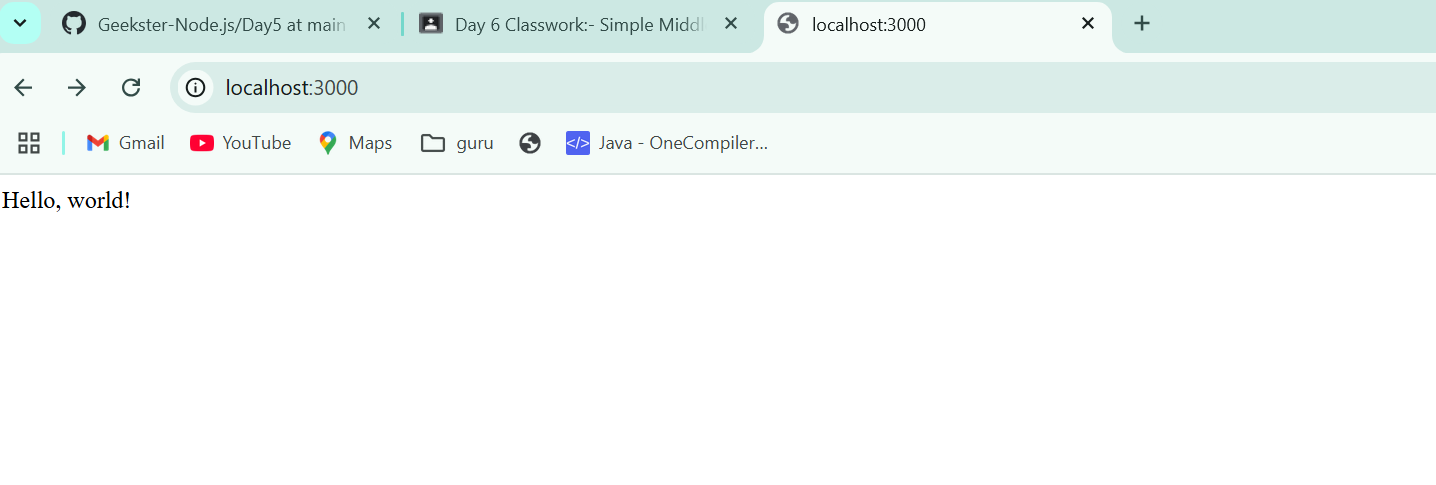 Geekster-Node.js/Day5 at main
Day 6 Classwork:- Simple Middl
localhost:3000
localhost:3000
Gmail
YouTube
Maps
guru
</> Java - OneCompiler...
Hello, world!